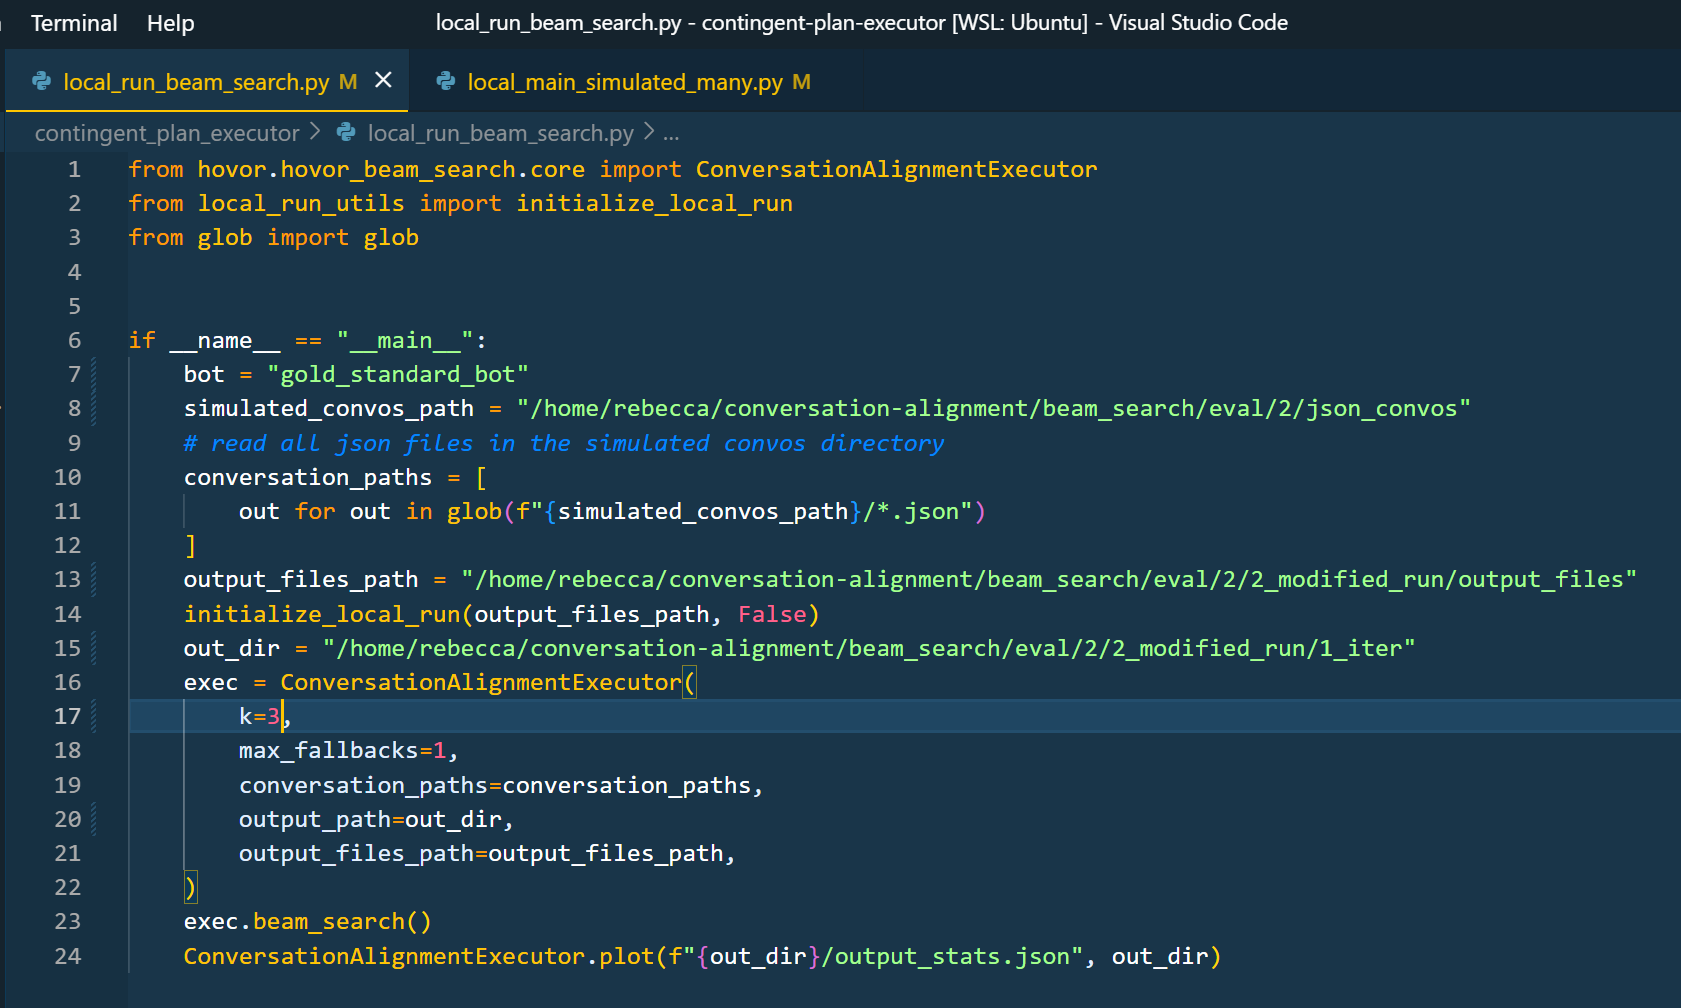 Terminal Help local_run_beam_search.py - contingent-plan-executor [WSL: Ubuntu] - Visual Studio Code
local_run_beam_search.py M × local_main_simulated_many.py M
contingent_plan_executor > local_run_beam_search.py > ...
1 from hovor.hovor_beam_search.core import ConversationAlignmentExecutor
2 from local_run_utils import initialize_local_run
3 from glob import glob
4
5
6 if __name__ == "__main__":
7     bot = "gold_standard_bot"
8     simulated_convos_path = "/home/rebecca/conversation-alignment/beam_search/eval/2/json_convos"
9     # read all json files in the simulated convos directory
10     conversation_paths = [
11         out for out in glob(f"{simulated_convos_path}/*.json")
12     ]
13     output_files_path = "/home/rebecca/conversation-alignment/beam_search/eval/2/2_modified_run/output_files"
14     initialize_local_run(output_files_path, False)
15     out_dir = "/home/rebecca/conversation-alignment/beam_search/eval/2/2_modified_run/1_iter"
16     exec = ConversationAlignmentExecutor(
17         k=3,
18         max_fallbacks=1,
19         conversation_paths=conversation_paths,
20         output_path=out_dir,
21         output_files_path=output_files_path,
22     )
23     exec.beam_search()
24     ConversationAlignmentExecutor.plot(f"{out_dir}/output_stats.json", out_dir)